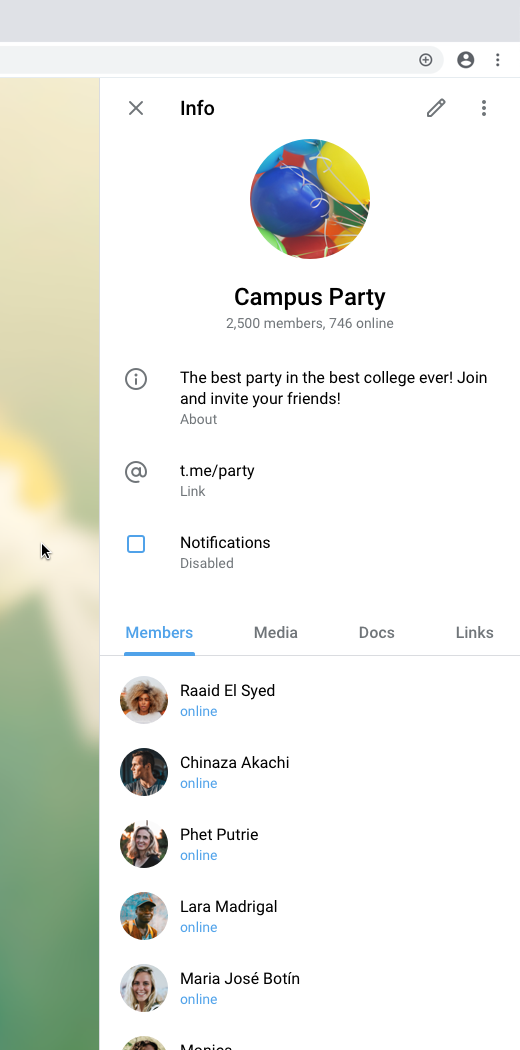 Info
Campus Party
2,500 members, 746 online
The best party in the best college ever! Join
and invite your friends!
About
t.me/party
Link
Notifications
Disabled
Members Media Docs Links
Raaid El Syed
online
Chinaza Akachi
online
Phet Putrie
online
Lara Madrigal
online
Maria José Botín
online